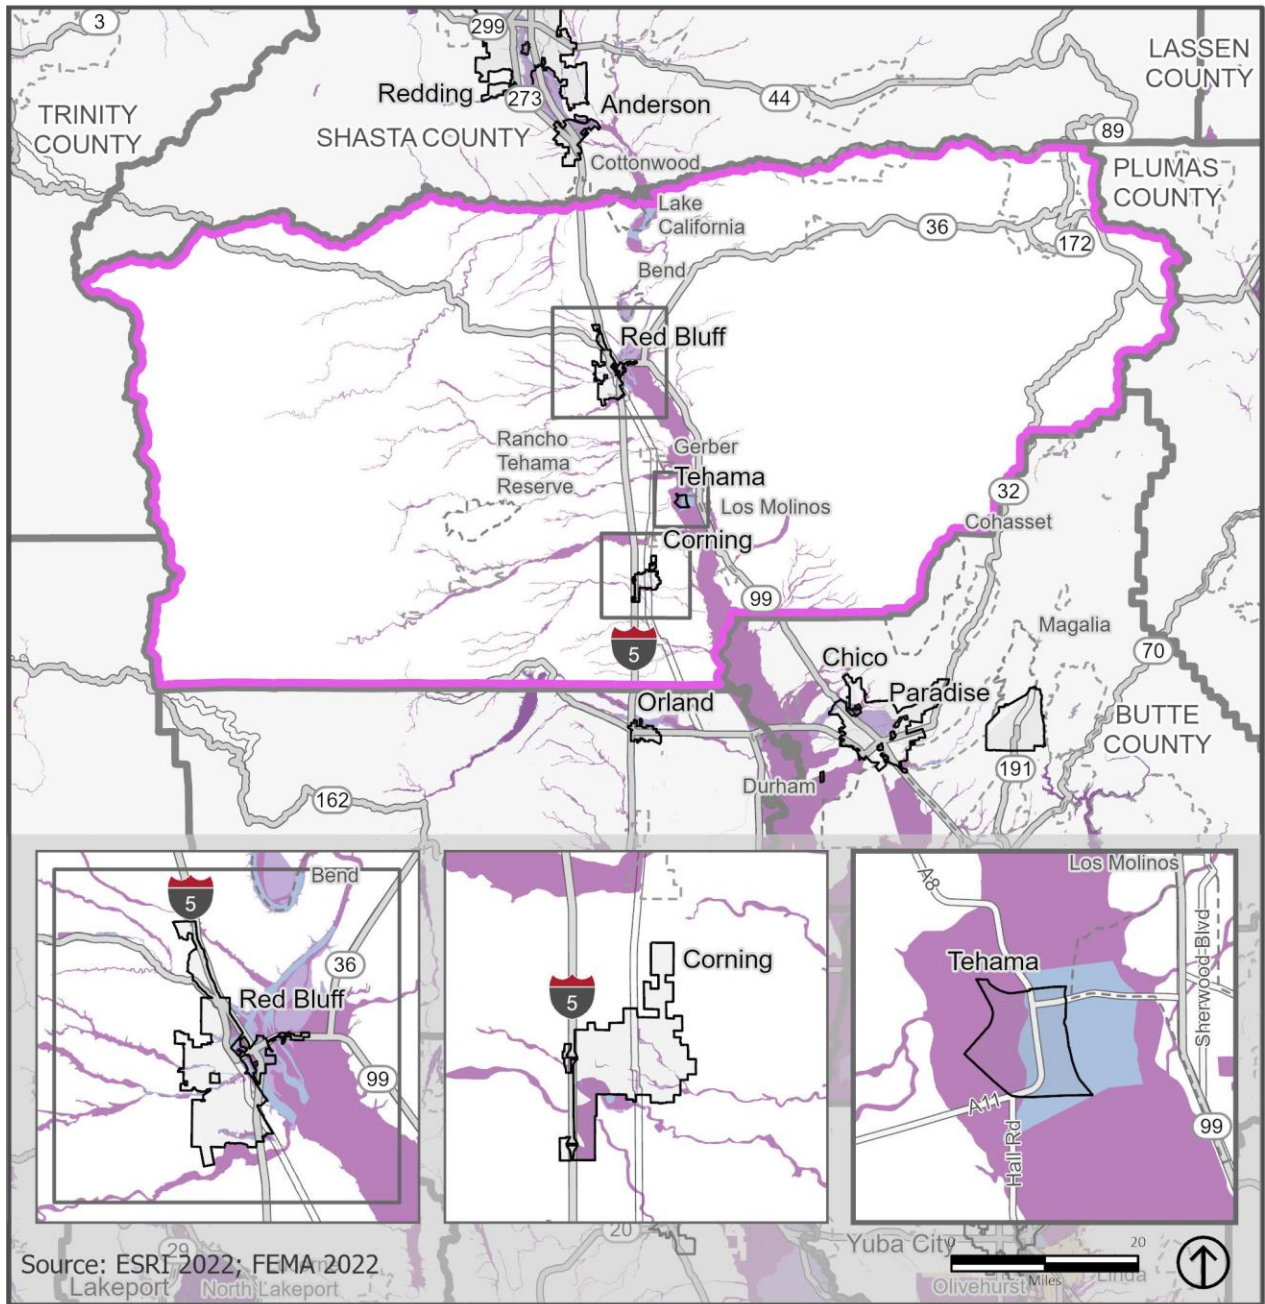 3
299
LASSEN
COUNTY
Redding
273
Anderson
44
TRINITY
COUNTY
SHASTA COUNTY
89
Cottonwood
PLUMAS
COUNTY
Lake
California
36
172
Bend
Red Bluff
Rancho
Tehama
Reserve
Gerber
Tehama
Los Molinos
32
Cohasset
Corning
99
5
Magalia
70
Chico
Paradise
Orland
BUTTE
COUNTY
191
Durham
162
5
Bend
36
Red Bluff
99
Corning
5
Los Molinos
A8
Tehama
Sherwood Blvd
A11
Hall Rd
99
20
Yuba City
0
20
Miles
29
Source: ESRI 2022; FEMA 2022
Lakeport
North Lakeport
Olivehurst
Linda